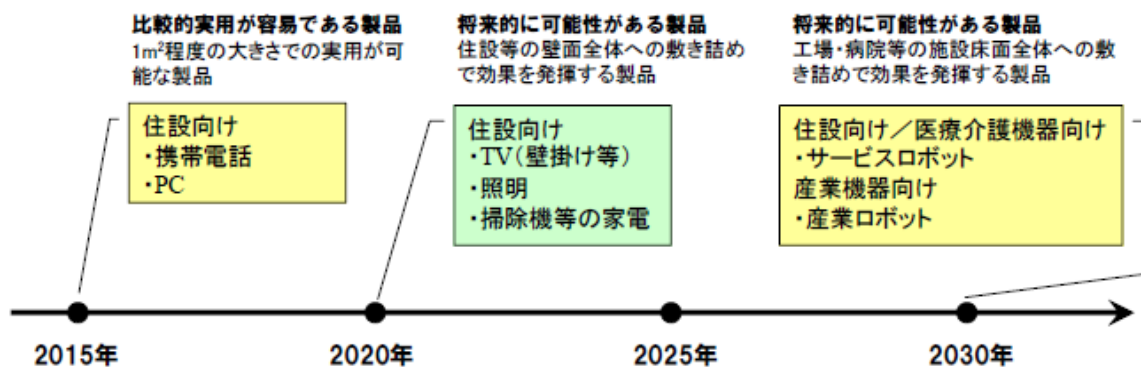 比較的実用が容易である製品
1m²程度の大きさでの実用が可
能な製品
住設向け
・携帯電話
・PC
将来的に可能性がある製品
住設等の壁面全体への敷き詰め
で効果を発揮する製品
住設向け
・TV(壁掛け等)
・照明
・掃除機等の家電
将来的に可能性がある製品
工場・病院等の施設床面全体への敷
き詰めで効果を発揮する製品
住設向け／医療介護機器向け
・サービスロボット
産業機器向け
・産業ロボット
2015年
2020年
2025年
2030年